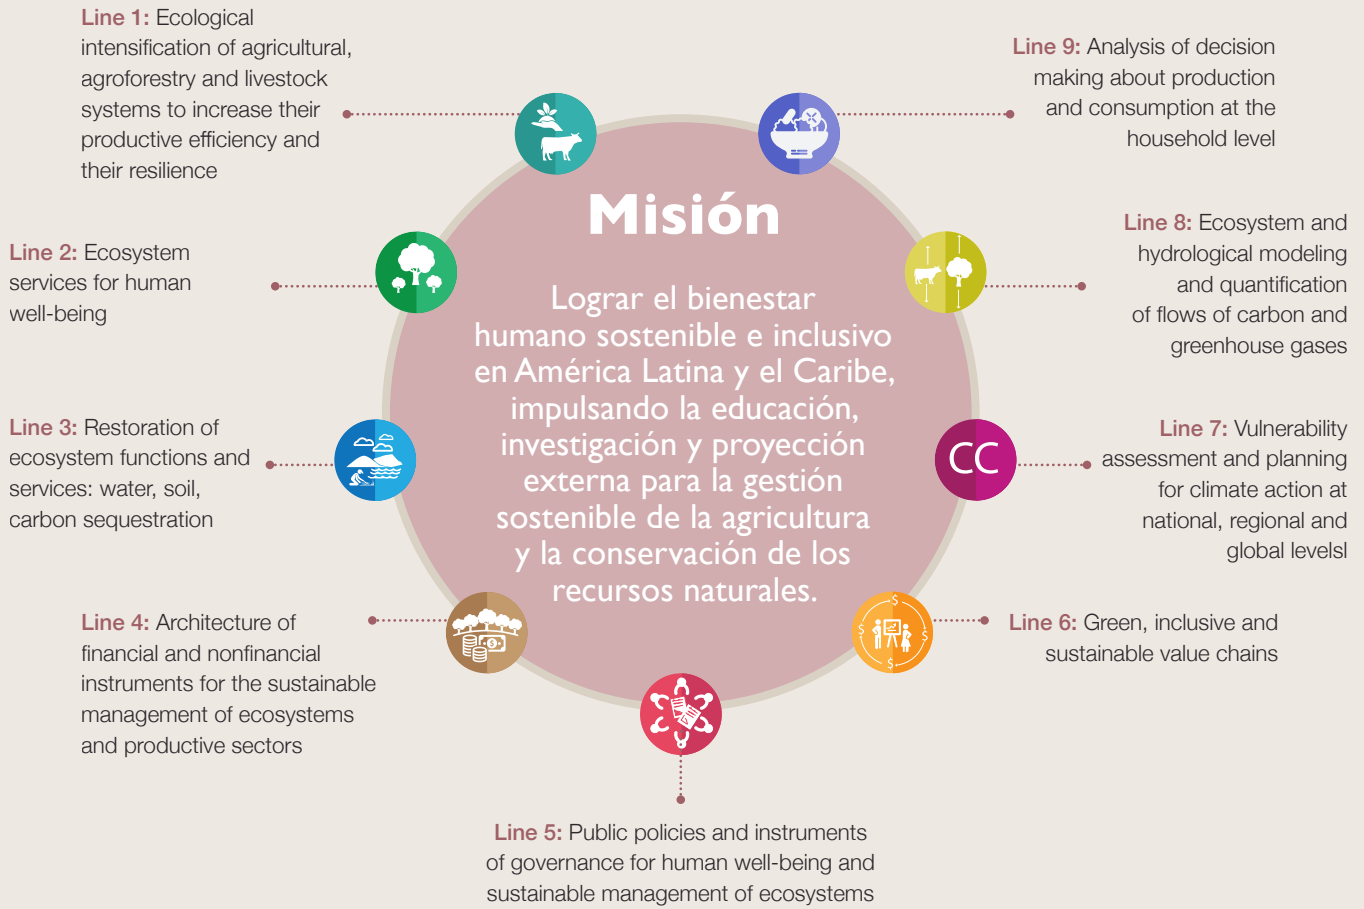 Line 1: Ecological
intensification of agricultural,
agroforestry and livestock
systems to increase their
productive efficiency and
their resilience
Line 2: Ecosystem
services for human
well-being
Line 3: Restoration of
ecosystem functions and
services: water, soil,
carbon sequestration
Line 4: Architecture of
financial and nonfinancial
instruments for the sustainable
management of ecosystems
and productive sectors
Misión
Lograr el bienestar
humano sostenible e inclusivo
en América Latina y el Caribe,
impulsando la educación,
investigación y proyección
externa para la gestión
sostenible de la agricultura
y la conservación de los
recursos naturales.
Line 5: Public policies and instruments
of governance for human well-being and
sustainable management of ecosystems
Line 6: Green, inclusive and
sustainable value chains
CC
Line 7: Vulnerability
assessment and planning
for climate action at
national, regional and
global levelsl
Line 8: Ecosystem and
hydrological modeling
and quantification
of flows of carbon and
greenhouse gases
Line 9: Analysis of decision
making about production
and consumption at the
household level